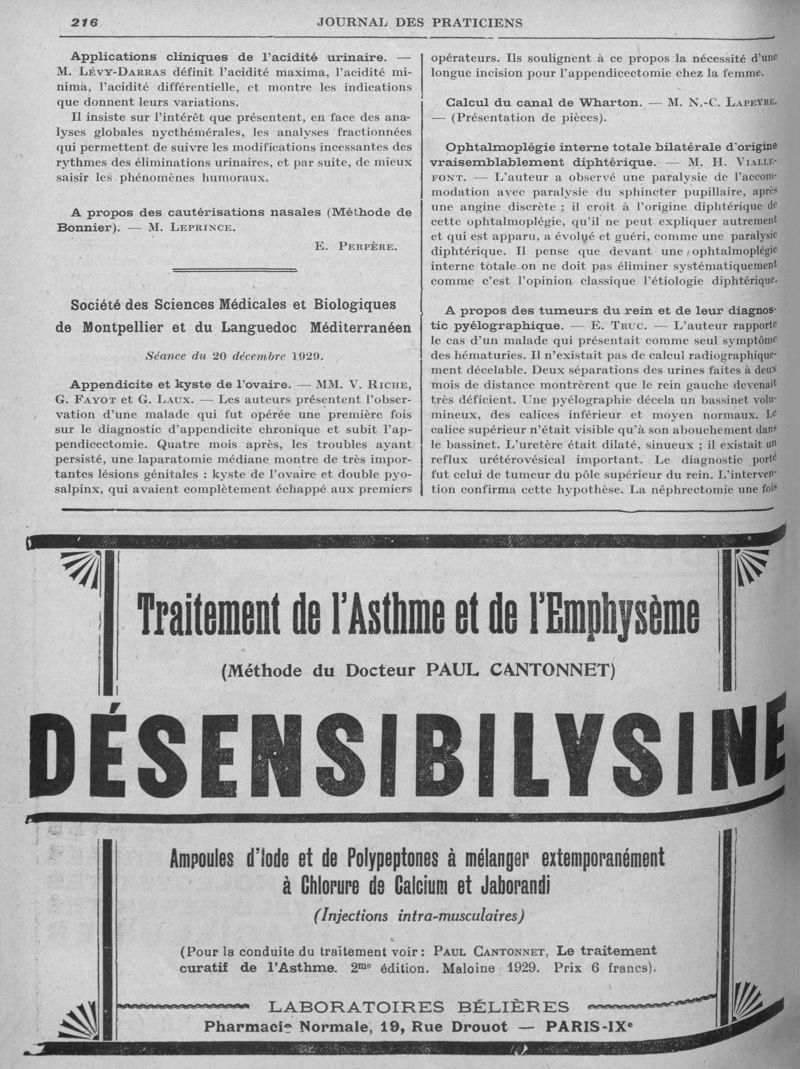 216
JOURNAL DES PRATICIENS
Applications cliniques de l'acidité urinaire. —
M. LÉVY-DARRAS définit l'acidité maxima, l'acidité mi-
nima, l'acidité différentielle, et montre les indications
que donnent leurs variations.
Il insiste sur l'intérêt que présentent, en face des ana-
lyses globales nycthémérales, les analyses fractionnées
qui permettent de suivre les modifications incessantes des
rythmes des éliminations urinaires, et par suite, de mieux
saisir les phénomènes humoraux.
A propos des cautérisations nasales (Méthode de
Bonnier). — M. LEPRINCE.
E. PERPÈRE.
Société des Sciences Médicales et Biologiques
de Montpellier et du Languedoc Méditerranéen
Séance du 20 décembre 1929.
Appendicite et kyste de l'ovaire. — MM. V. RICHE,
G. FAYOT et G. LAUX. — Les auteurs présentent l'obser-
vation d'une malade qui fut opérée une première fois
sur le diagnostic d'appendicite chronique et subit l'ap-
pendicectomie. Quatre mois après, les troubles ayant
persisté, une laparatomie médiane montre de très impor-
tantes lésions génitales : kyste de l'ovaire et double pyo-
salpinx, qui avaient complètement échappé aux premiers
opérateurs. Ils soulignent à ce propos la nécessité d'une
longue incision pour l'appendicectomie chez la femme.
Calcul du canal de Wharton. — M. N.-C. LAPEYRE.
— (Présentation de pièces).
Ophtalmoplégie interne totale bilatérale d'origine
vraisemblablement diphtérique. — M. H. VIALLE-
FONT. — L'auteur a observé une paralysie de l'accom-
modation avec paralysie du sphincter pupillaire, après
une angine discrète ; il croit à l'origine diphtérique de
cette ophtalmoplégie, qu'il ne peut expliquer autrement
et qui est apparu, a évolué et guéri, comme une paralysie
diphtérique. Il pense que devant une ophtalmoplégie
interne totale on ne doit pas éliminer systématiquement
comme c'est l'opinion classique l'étiologie diphtérique.
A propos des tumeurs du rein et de leur diagnos-
tic pyélographique. — E. TRUC. — L'auteur rapporte
le cas d'un malade qui présentait comme seul symptôme
des hématuries. Il n'existait pas de calcul radiographique-
ment décelable. Deux séparations des urines faites à deux
mois de distance montrèrent que le rein gauche devenait
très déficient. Une pyélographie décela un bassinet volu-
mineux, des calices inférieur et moyen normaux. Le
calice supérieur n'était visible qu'à son abouchement dans
le bassinet. L'uretère était dilaté, sinueux ; il existait un
reflux urétérovésical important. Le diagnostic porté
fut celui de tumeur du pôle supérieur du rein. L'interven-
tion confirma cette hypothèse. La néphrectomie une fois
Traitement de l'Asthme et de l'Emphysème
(Méthode du Docteur PAUL CANTONNET)
DÉSENSIBILYSINE
Ampoules d'Iode et de Polypeptones à mélanger extemporanément
à Chlorure de Calcium et Jaborandi
(Injections intra-musculaires)
(Pour la conduite du traitement voir : PAUL CANTONNET, Le traitement
curatif de l'Asthme. 2me édition. Maloine 1929. Prix 6 francs).
LABORATOIRES BÉLIÈRES
Pharmacie Normale, 19, Rue Drouot — PARIS-IXe